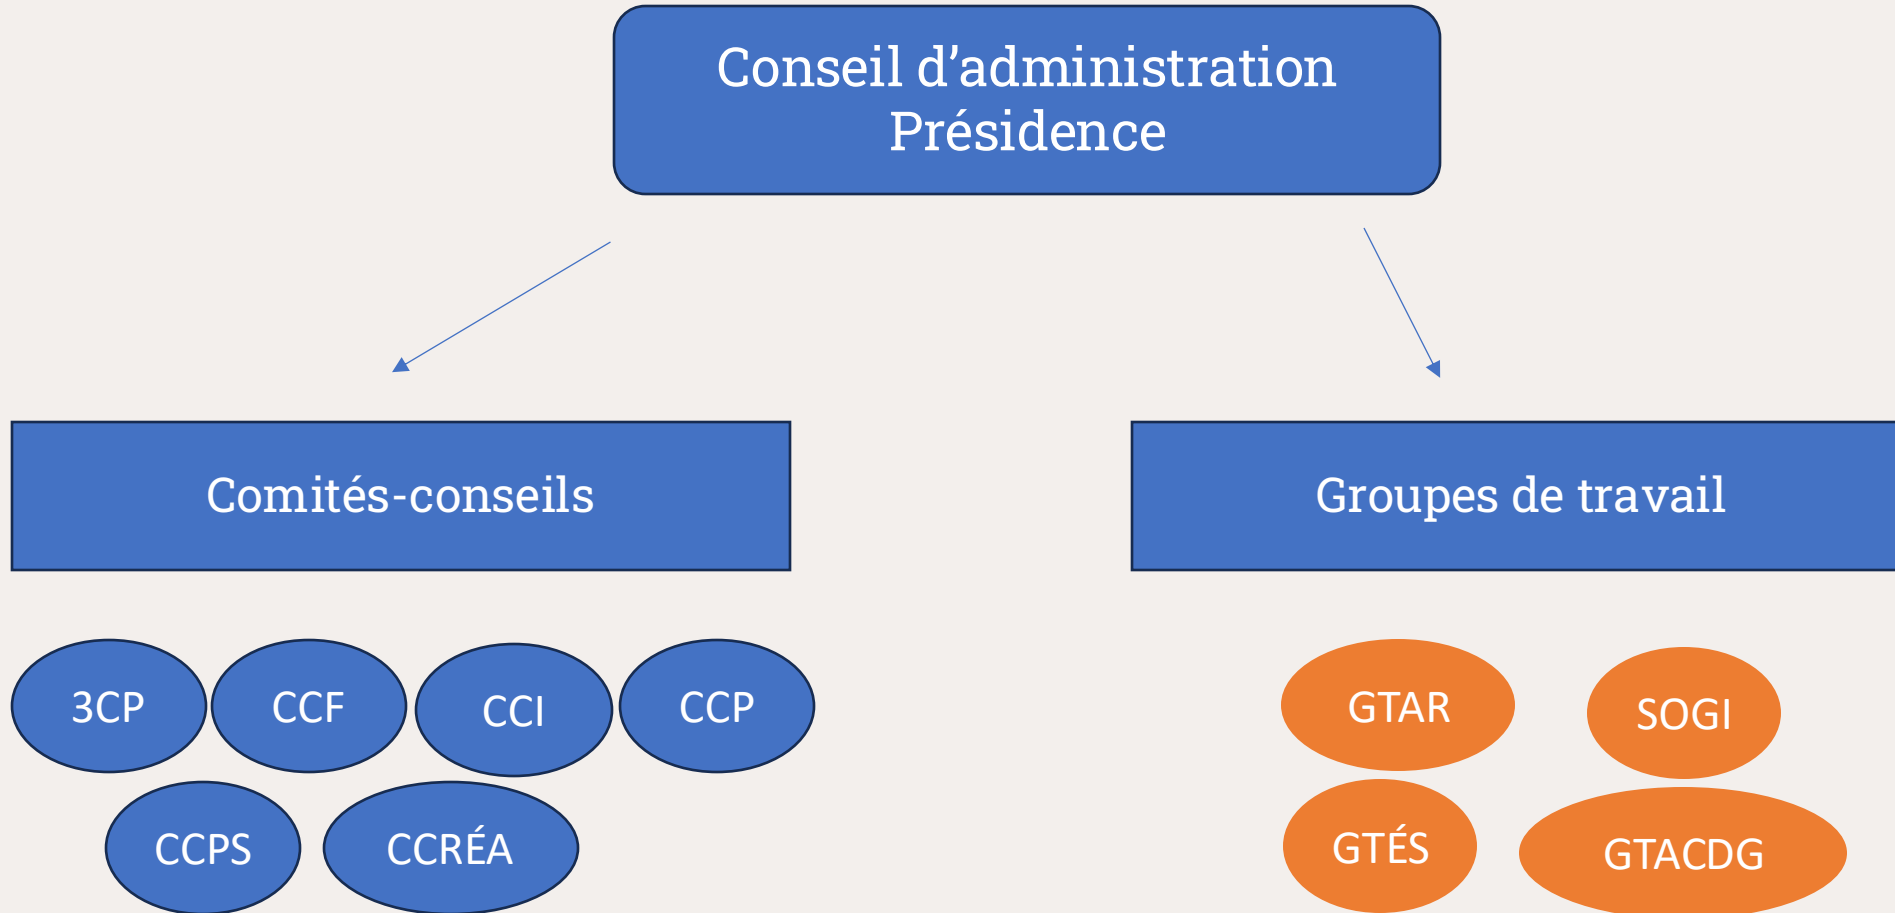 Conseil d’administration
Présidence
Comités-conseils
Groupes de travail
3CP
CCF
CCI
CCP
CCPS
CCRÉA
GTAR
SOGI
GTÉS
GTACDG